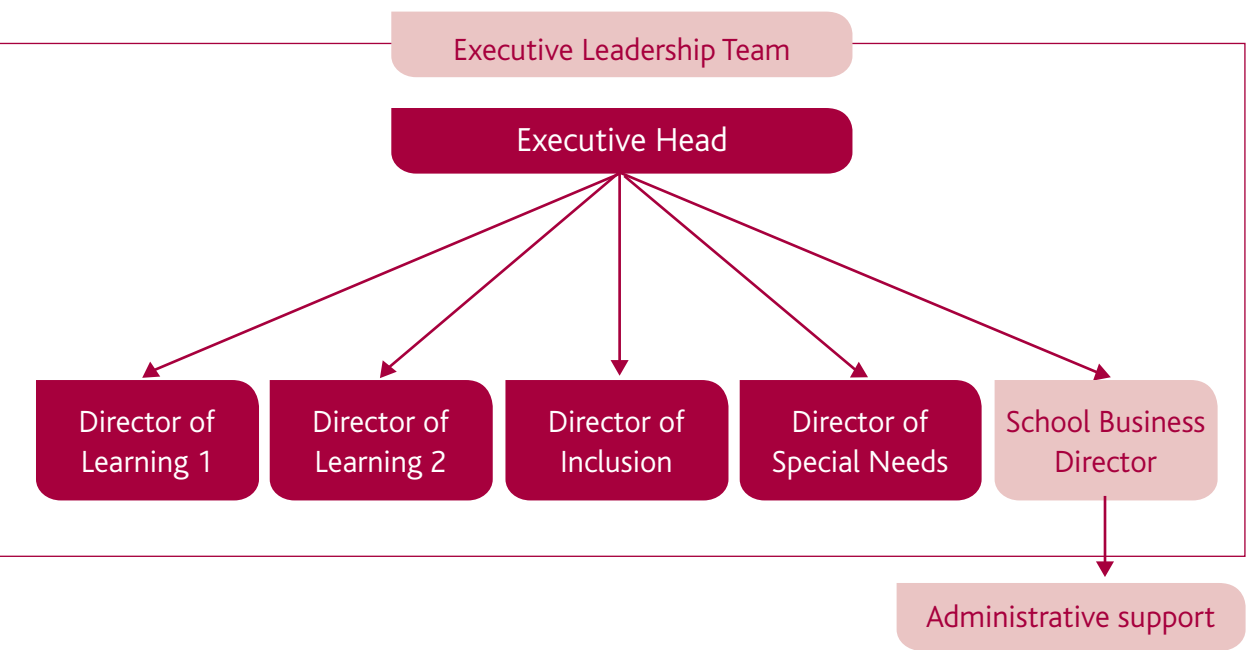 Executive Leadership Team
Executive Head
Director of
Learning 1
Director of
Learning 2
Director of
Inclusion
Director of
Special Needs
School Business
Director
Administrative support